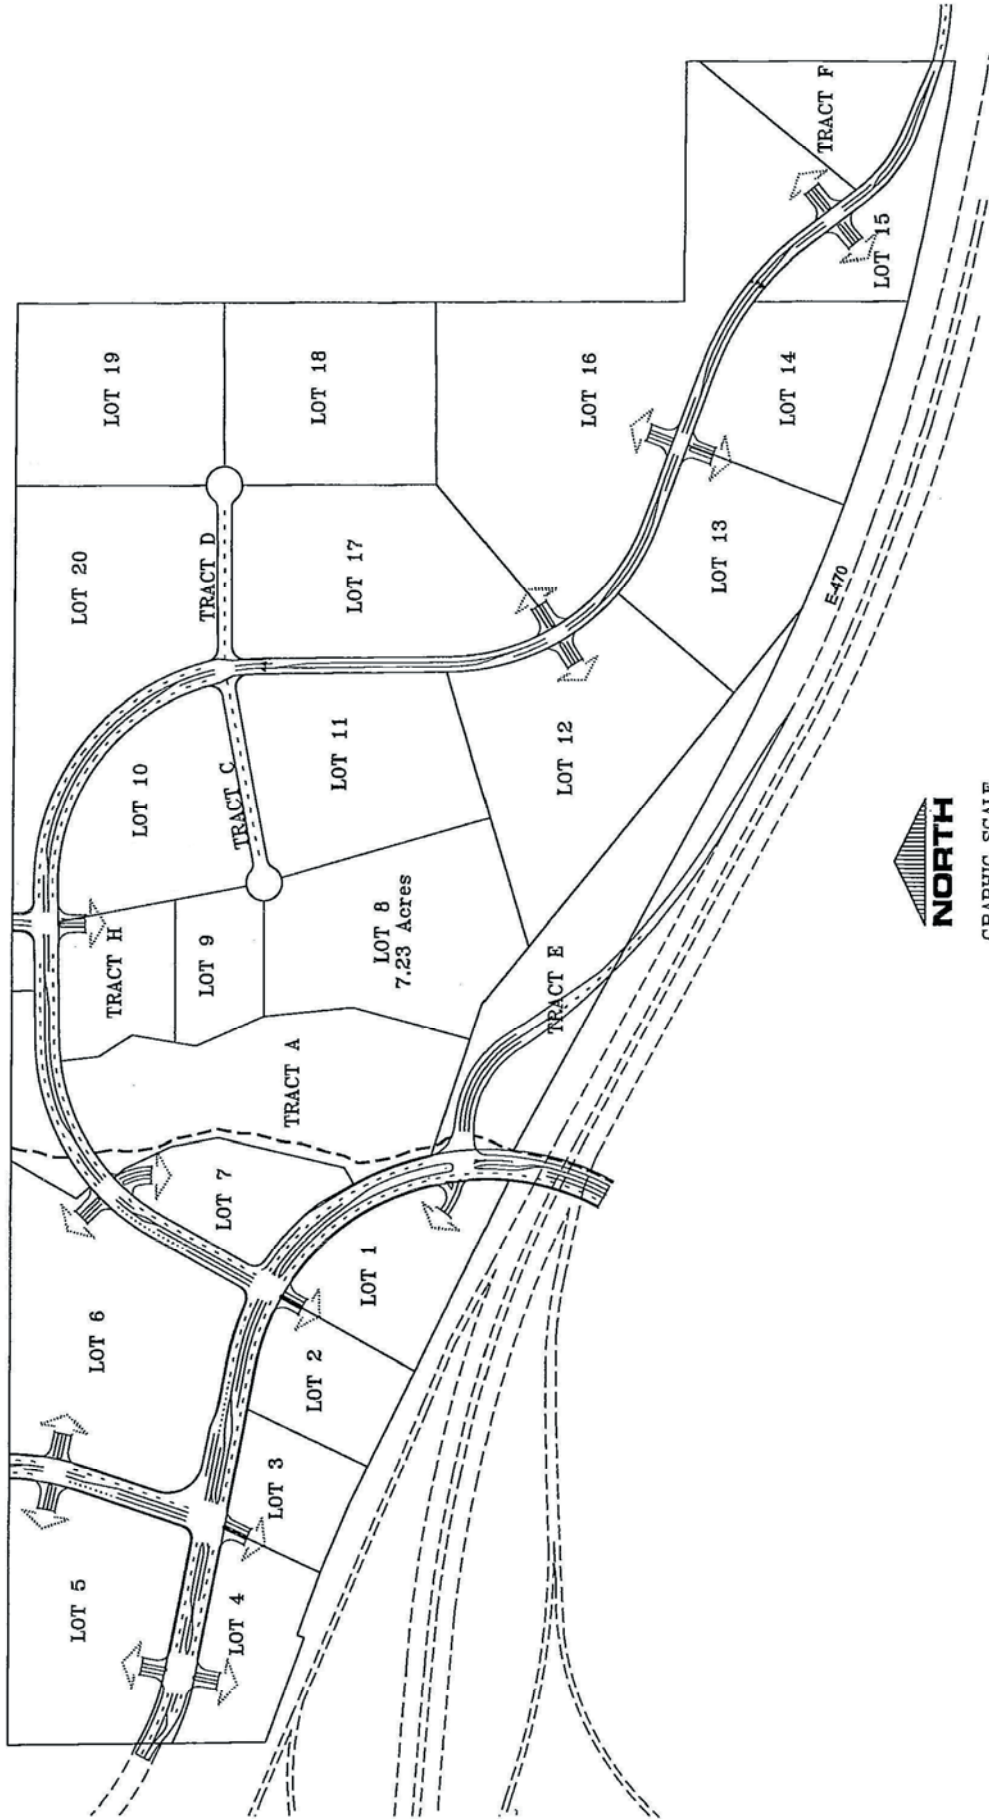 TRACT F
LOT 15
LOT 19
LOT 18
LOT 16
LOT 14
LOT 20
TRACT D
LOT 17
LOT 13
E-470
LOT 10
TRACT C
LOT 11
LOT 12
TRACT H
LOT 9
LOT 8
7.23 Acres
TRACT E
NORTH
GRAPHIC SCALE
TRACT A
LOT 7
LOT 1
LOT 6
LOT 2
LOT 3
LOT 5
LOT 4